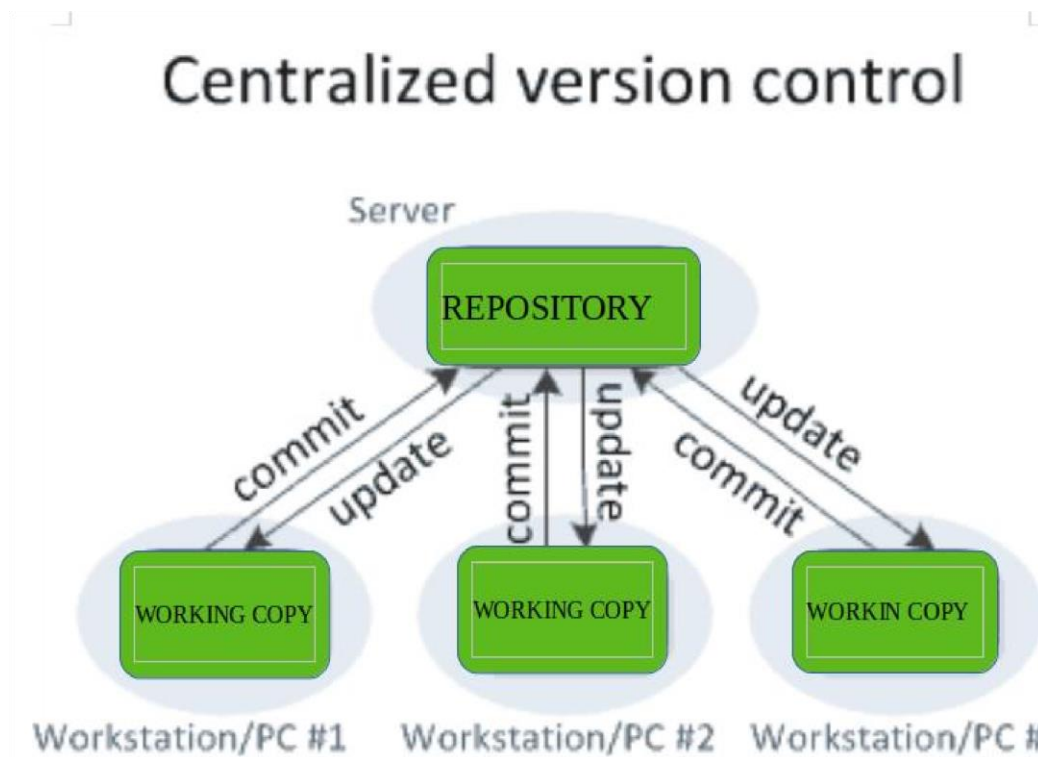 Centralized version control
Server
REPOSITORY
commit
update
commit
update
commit
update
WORKING COPY
WORKING COPY
WORKIN COPY
Workstation/PC #1
Workstation/PC #2
Workstation/PC #